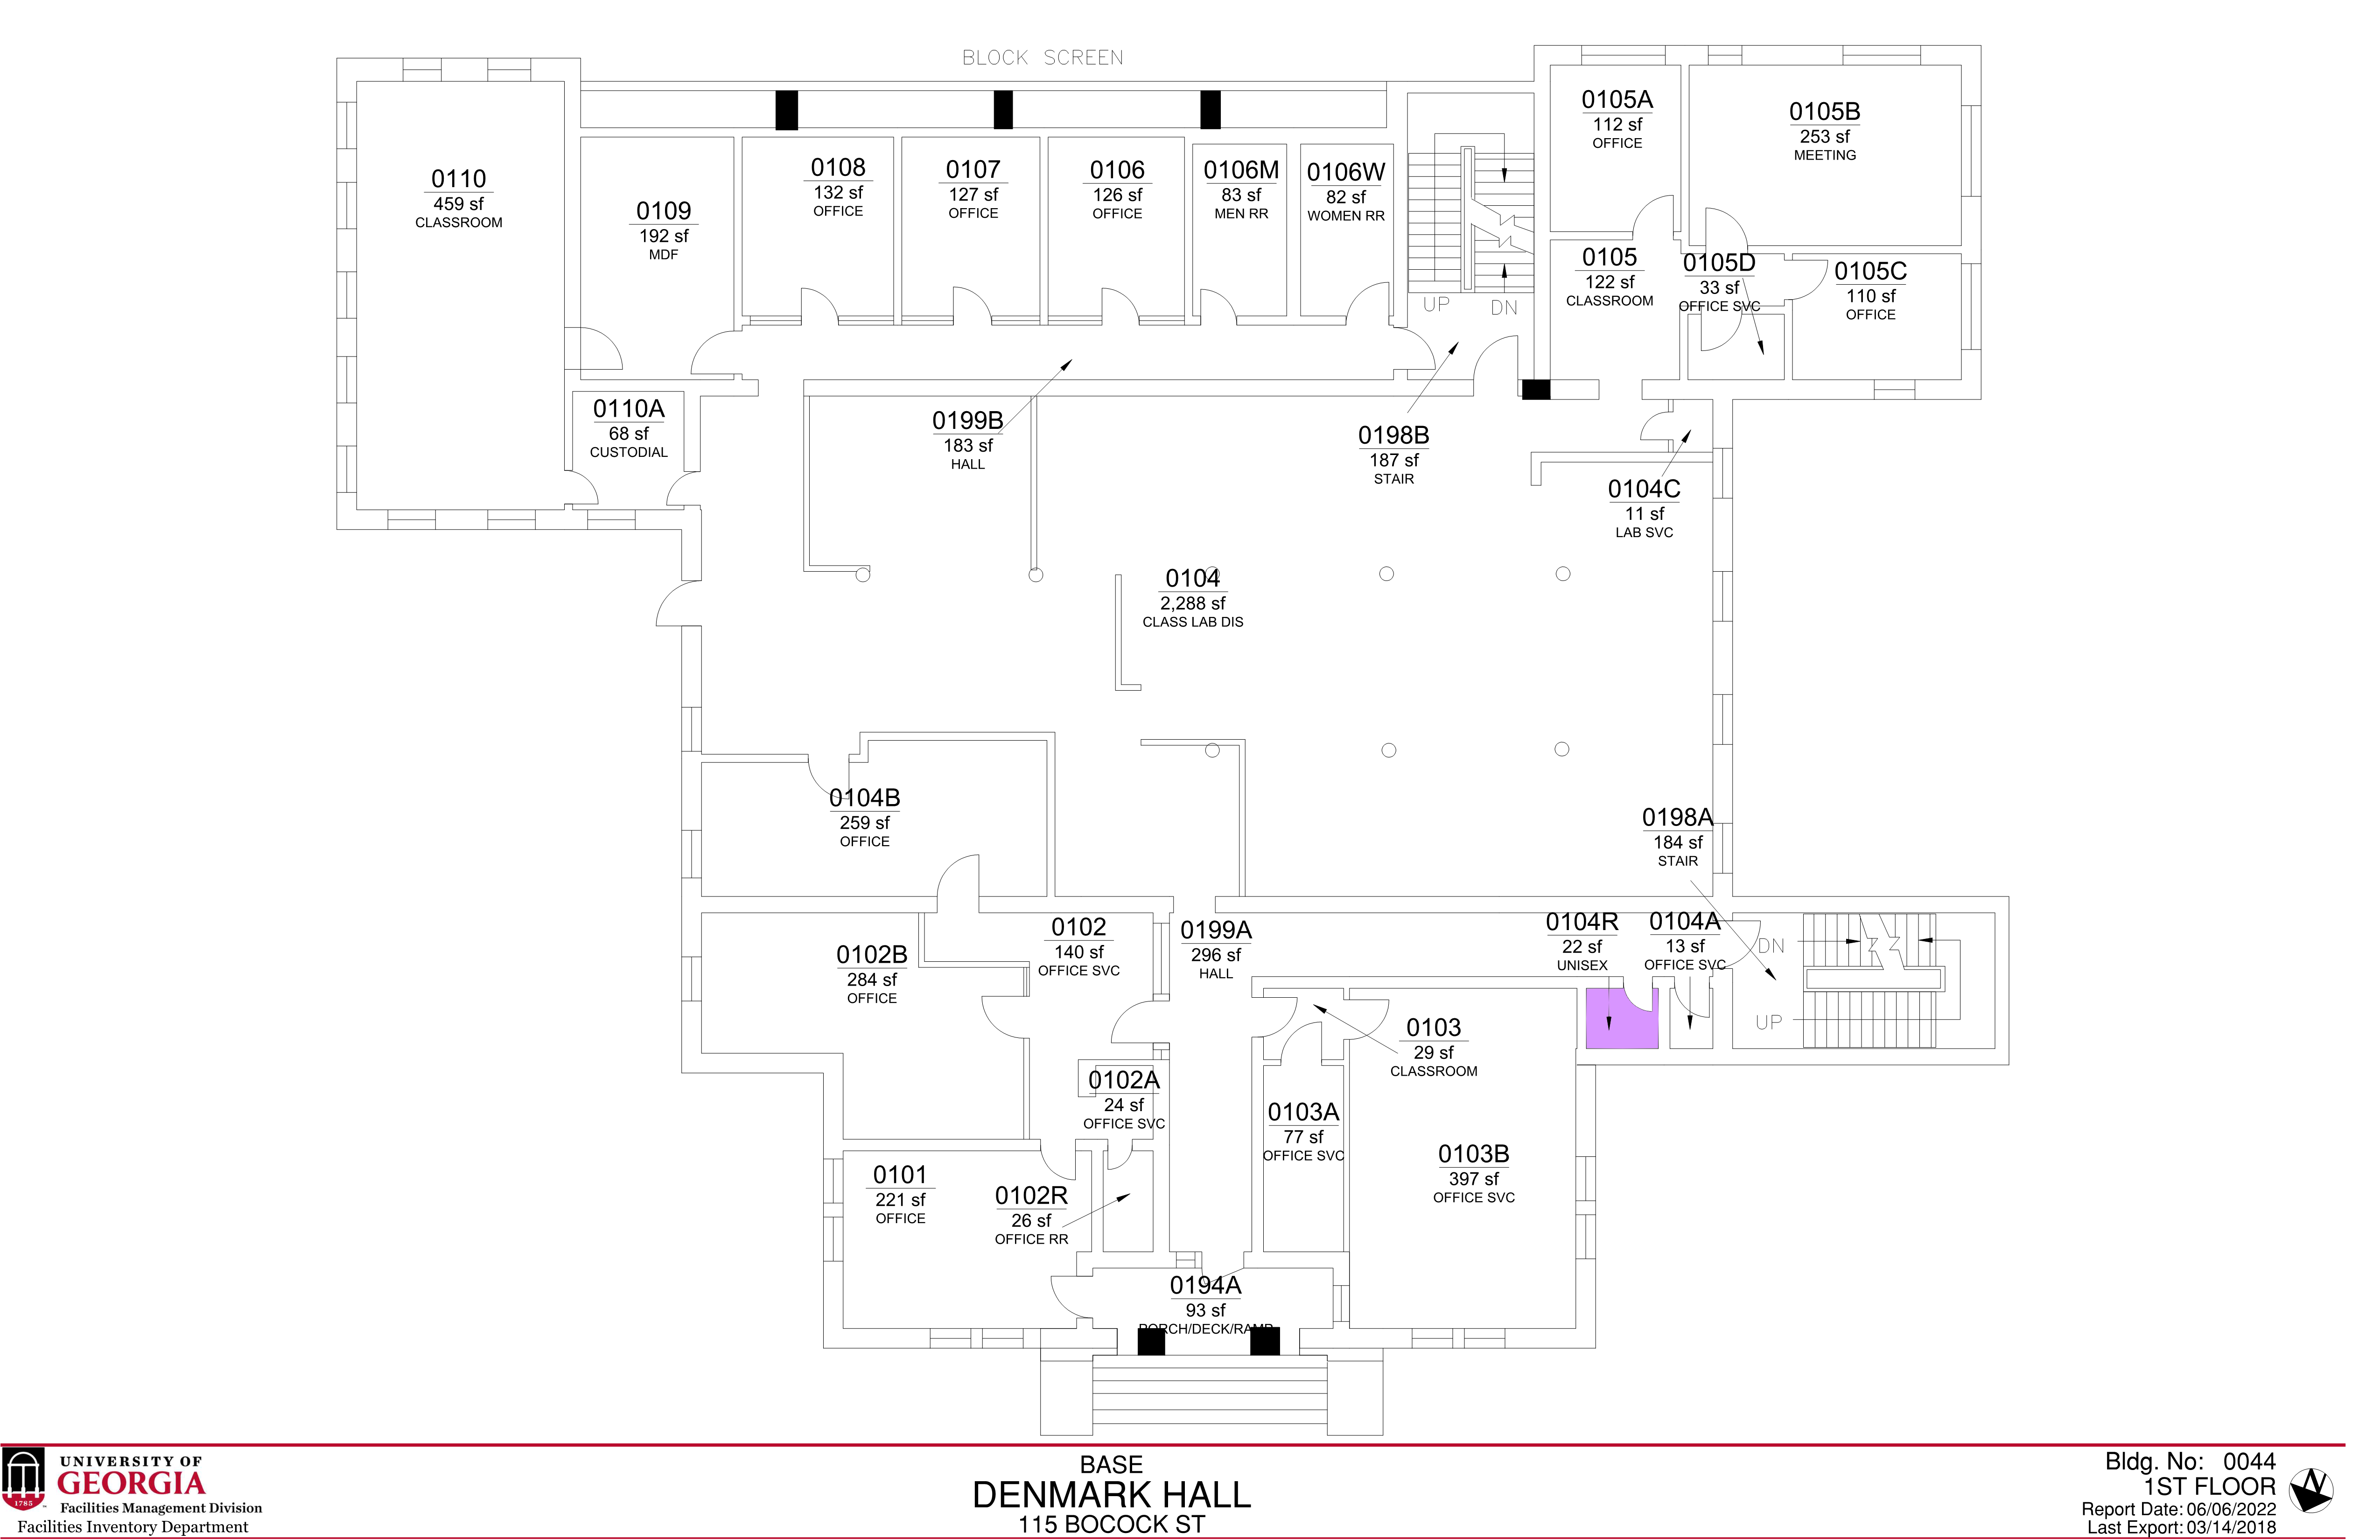 BLOCK SCREEN
0110
459 sf
CLASSROOM
0109
192 sf
MDF
0108
132 sf
OFFICE
0107
127 sf
OFFICE
0106
126 sf
OFFICE
0106M
83 sf
MEN RR
0106W
82 sf
WOMEN RR
UP
DN
0105A
112 sf
OFFICE
0105B
253 sf
MEETING
0105
122 sf
CLASSROOM
0105D
33 sf
OFFICE SVC
0105C
110 sf
OFFICE
0110A
68 sf
CUSTODIAL
0199B
183 sf
HALL
0198B
187 sf
STAIR
0104C
11 sf
LAB SVC
0104
2,288 sf
CLASS LAB DIS
0104B
259 sf
OFFICE
0198A
184 sf
STAIR
0102B
284 sf
OFFICE
0102
140 sf
OFFICE SVC
0199A
296 sf
HALL
0104R
22 sf
UNISEX
0104A
13 sf
OFFICE SVC
DN
UP
0103
29 sf
CLASSROOM
0102A
24 sf
OFFICE SVC
0103A
77 sf
OFFICE SVC
0103B
397 sf
OFFICE SVC
0101
221 sf
OFFICE
0102R
26 sf
OFFICE RR
0194A
93 sf
PORCH/DECK/RAMP
1785
UNIVERSITY OF
GEORGIA
Facilities Management Division
Facilities Inventory Department
BASE
DENMARK HALL
115 BOCOCK ST
Bldg. No: 0044
1ST FLOOR
Report Date: 06/06/2022
Last Export: 03/14/2018
N